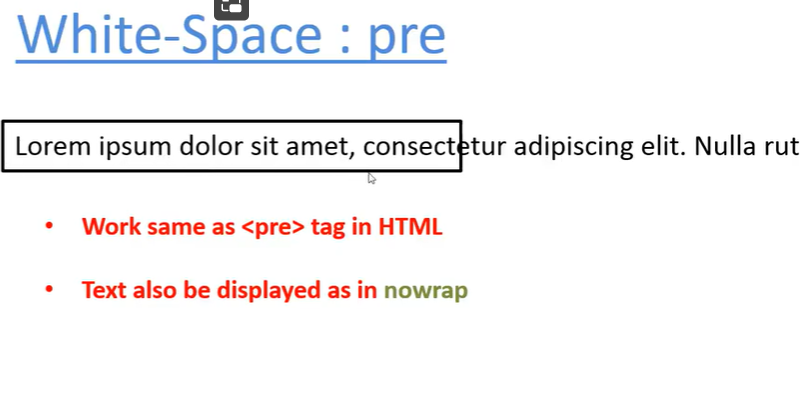 White-Space : pre
Lorem ipsum dolor sit amet, consectetur adipiscing elit. Nulla rut
• Work same as <pre> tag in HTML
• Text also be displayed as in nowrap